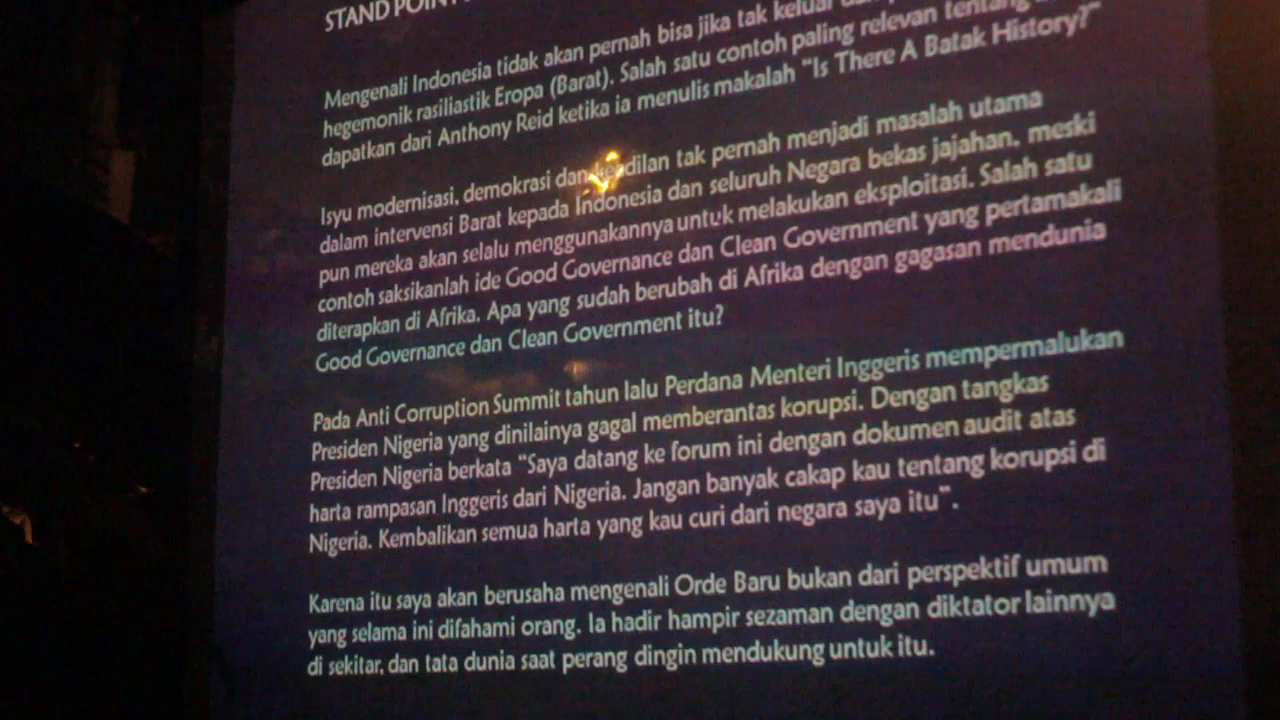 STAND POINT
Mengenali Indonesia tidak akan pernah bisa jika tak keluar
hegemonik rasiliastik Eropa (Barat). Salah satu contoh paling relevan tentang
dapatkan dari Anthony Reid ketika ia menulis makalah “Is There A Batak History?”
Isyu modernisasi, demokrasi dan keadilan tak pernah menjadi masalah utama
dalam intervensi Barat kepada Indonesia dan seluruh Negara bekas jajahan, meski
pun mereka akan selalu menggunakannya untuk melakukan eksploitasi. Salah satu
contoh saksikanlah ide Good Governance dan Clean Government yang pertamakali
diterapkan di Afrika. Apa yang sudah berubah di Afrika dengan gagasan mendunia
Good Governance dan Clean Government itu?
Pada Anti Corruption Summit tahun lalu Perdana Menteri Inggeris mempermalukan
Presiden Nigeria yang dinilainya gagal memberantas korupsi. Dengan tangkas
Presiden Nigeria berkata “Saya datang ke forum ini dengan dokumen audit atas
harta rampasan Inggeris dari Nigeria. Jangan banyak cakap kau tentang korupsi di
Nigeria. Kembalikan semua harta yang kau curi dari negara saya itu”.
Karena itu saya akan berusaha mengenali Orde Baru bukan dari perspektif umum
yang selama ini difahami orang. Ia hadir hampir sezaman dengan diktator lainnya
di sekitar, dan tata dunia saat perang dingin mendukung untuk itu.